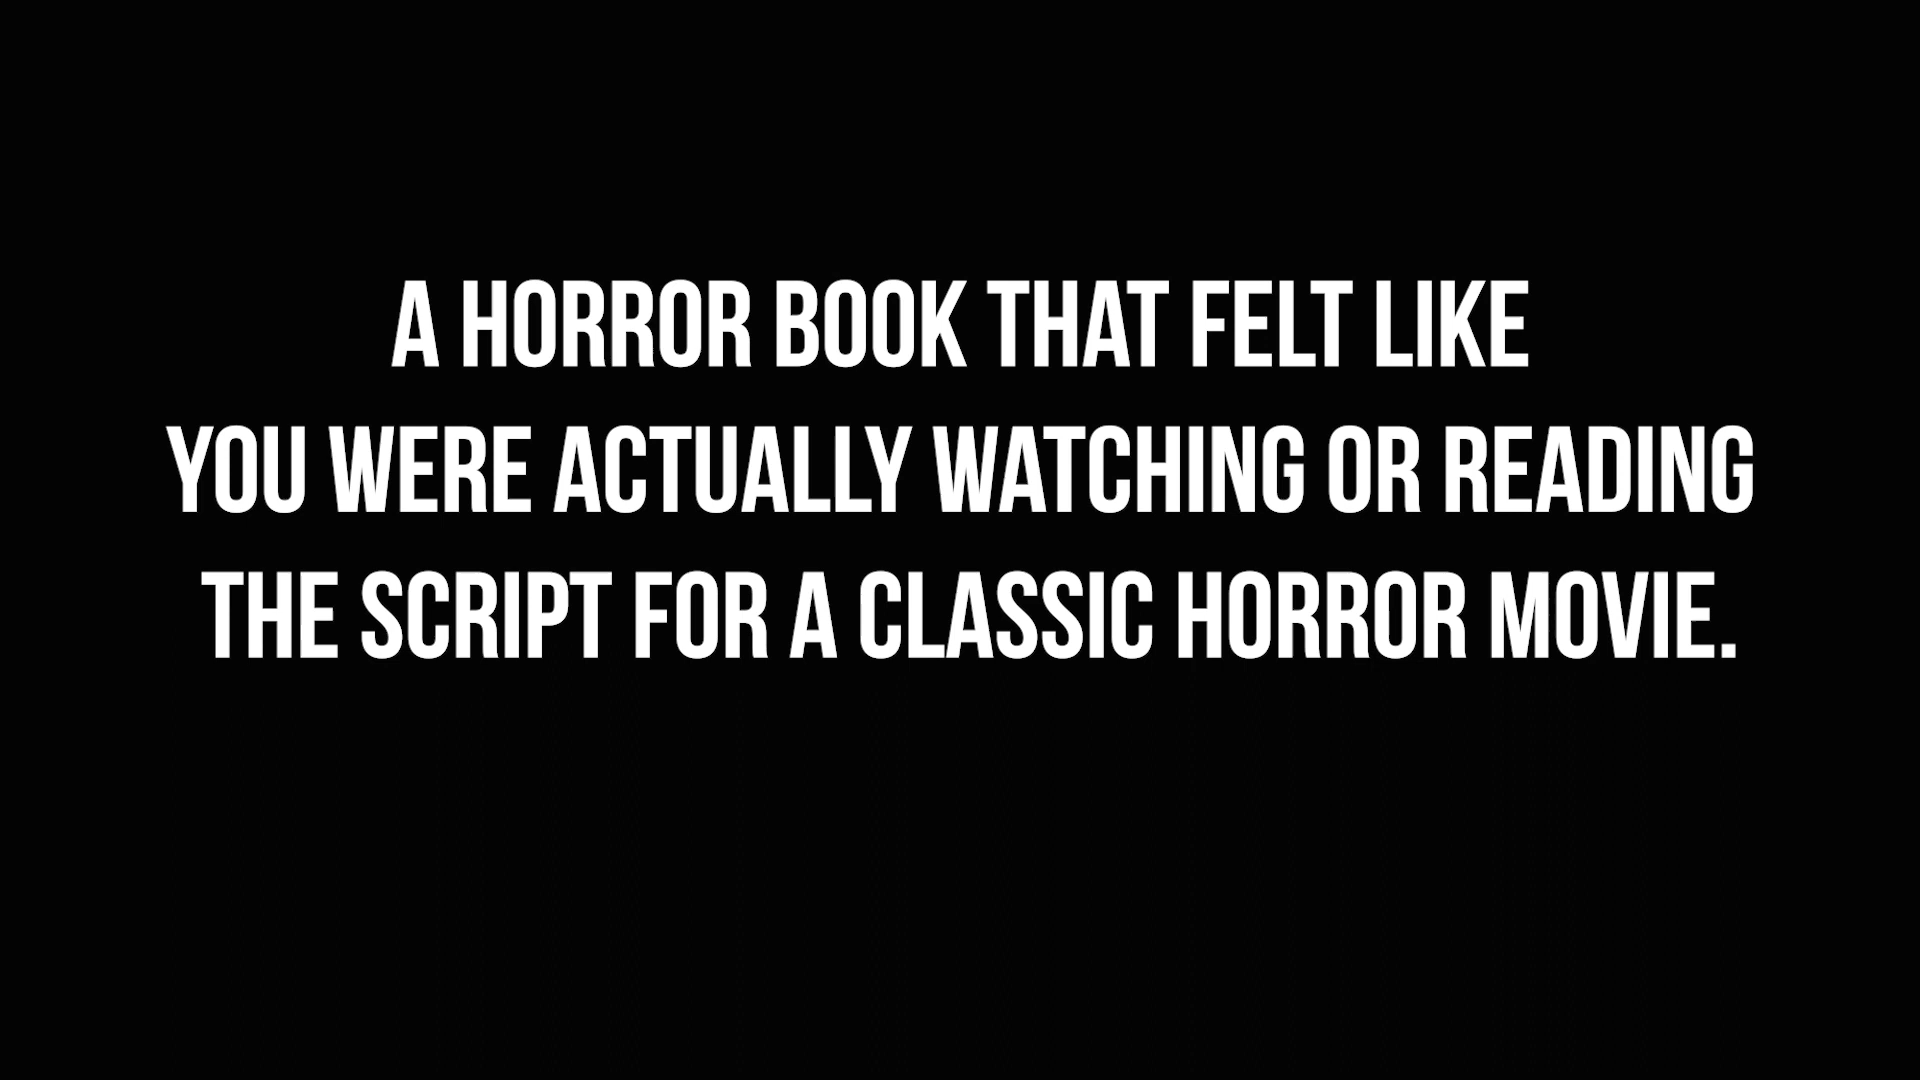 A HORROR BOOK THAT FELT LIKE
YOU WERE ACTUALLY WATCHING OR READING
THE SCRIPT FOR A CLASSIC HORROR MOVIE.